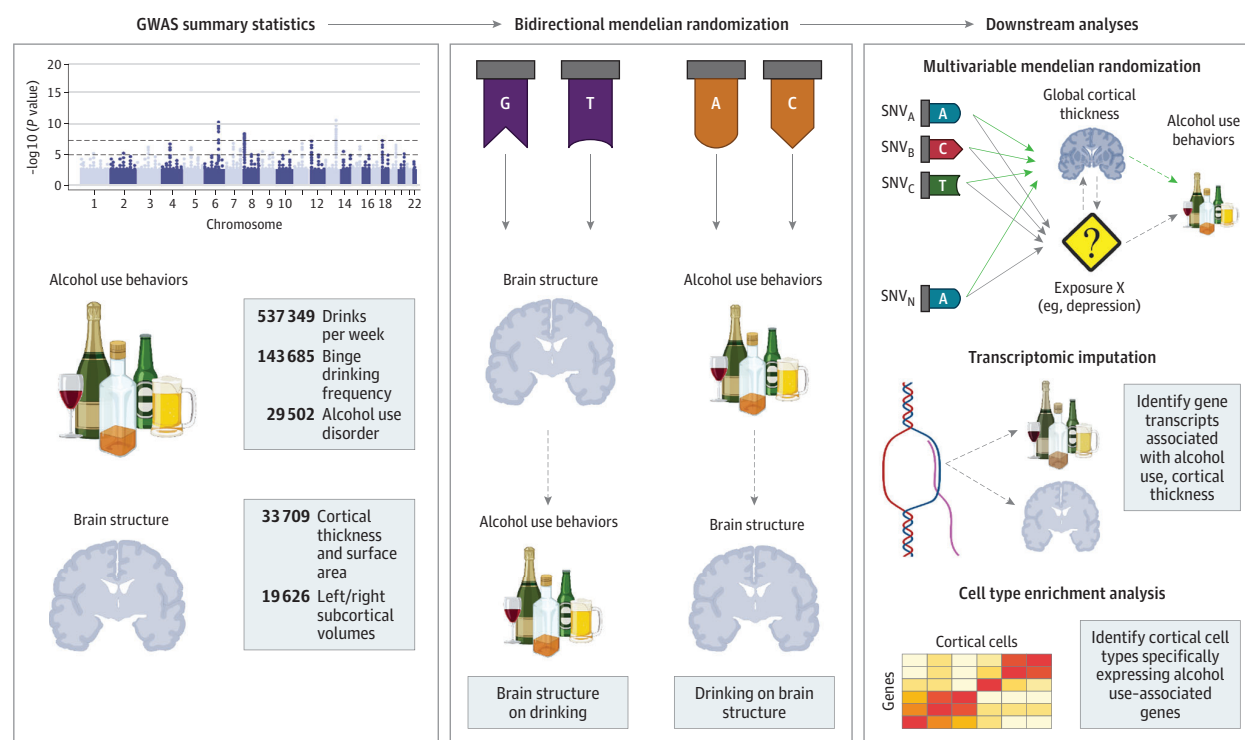 GWAS summary statistics
Bidirectional mendelian randomization
Downstream analyses
20
15
10
5
0
-log10 (P value)
1 2 3 4 5 6 7 8 9 10 12 14 16 18 22
Chromosome
Alcohol use behaviors
537 349 Drinks
per week
143 685 Binge
drinking
frequency
29 502 Alcohol use
disorder
Brain structure
33 709 Cortical
thickness
and surface
area
19 626 Left/right
subcortical
volumes
G
T
A
C
Brain structure
Alcohol use behaviors
Alcohol use behaviors
Brain structure
Brain structure
on drinking
Drinking on brain
structure
Multivariable mendelian randomization
Global cortical
thickness
Alcohol use
behaviors
SNVA A
SNVB C
SNVC T
SNVN A
?
Exposure X
(eg, depression)
Transcriptomic imputation
Identify gene
transcripts
associated
with alcohol
use, cortical
thickness
Cell type enrichment analysis
Cortical cells
Genes
Identify cortical cell
types specifically
expressing alcohol
use-associated
genes